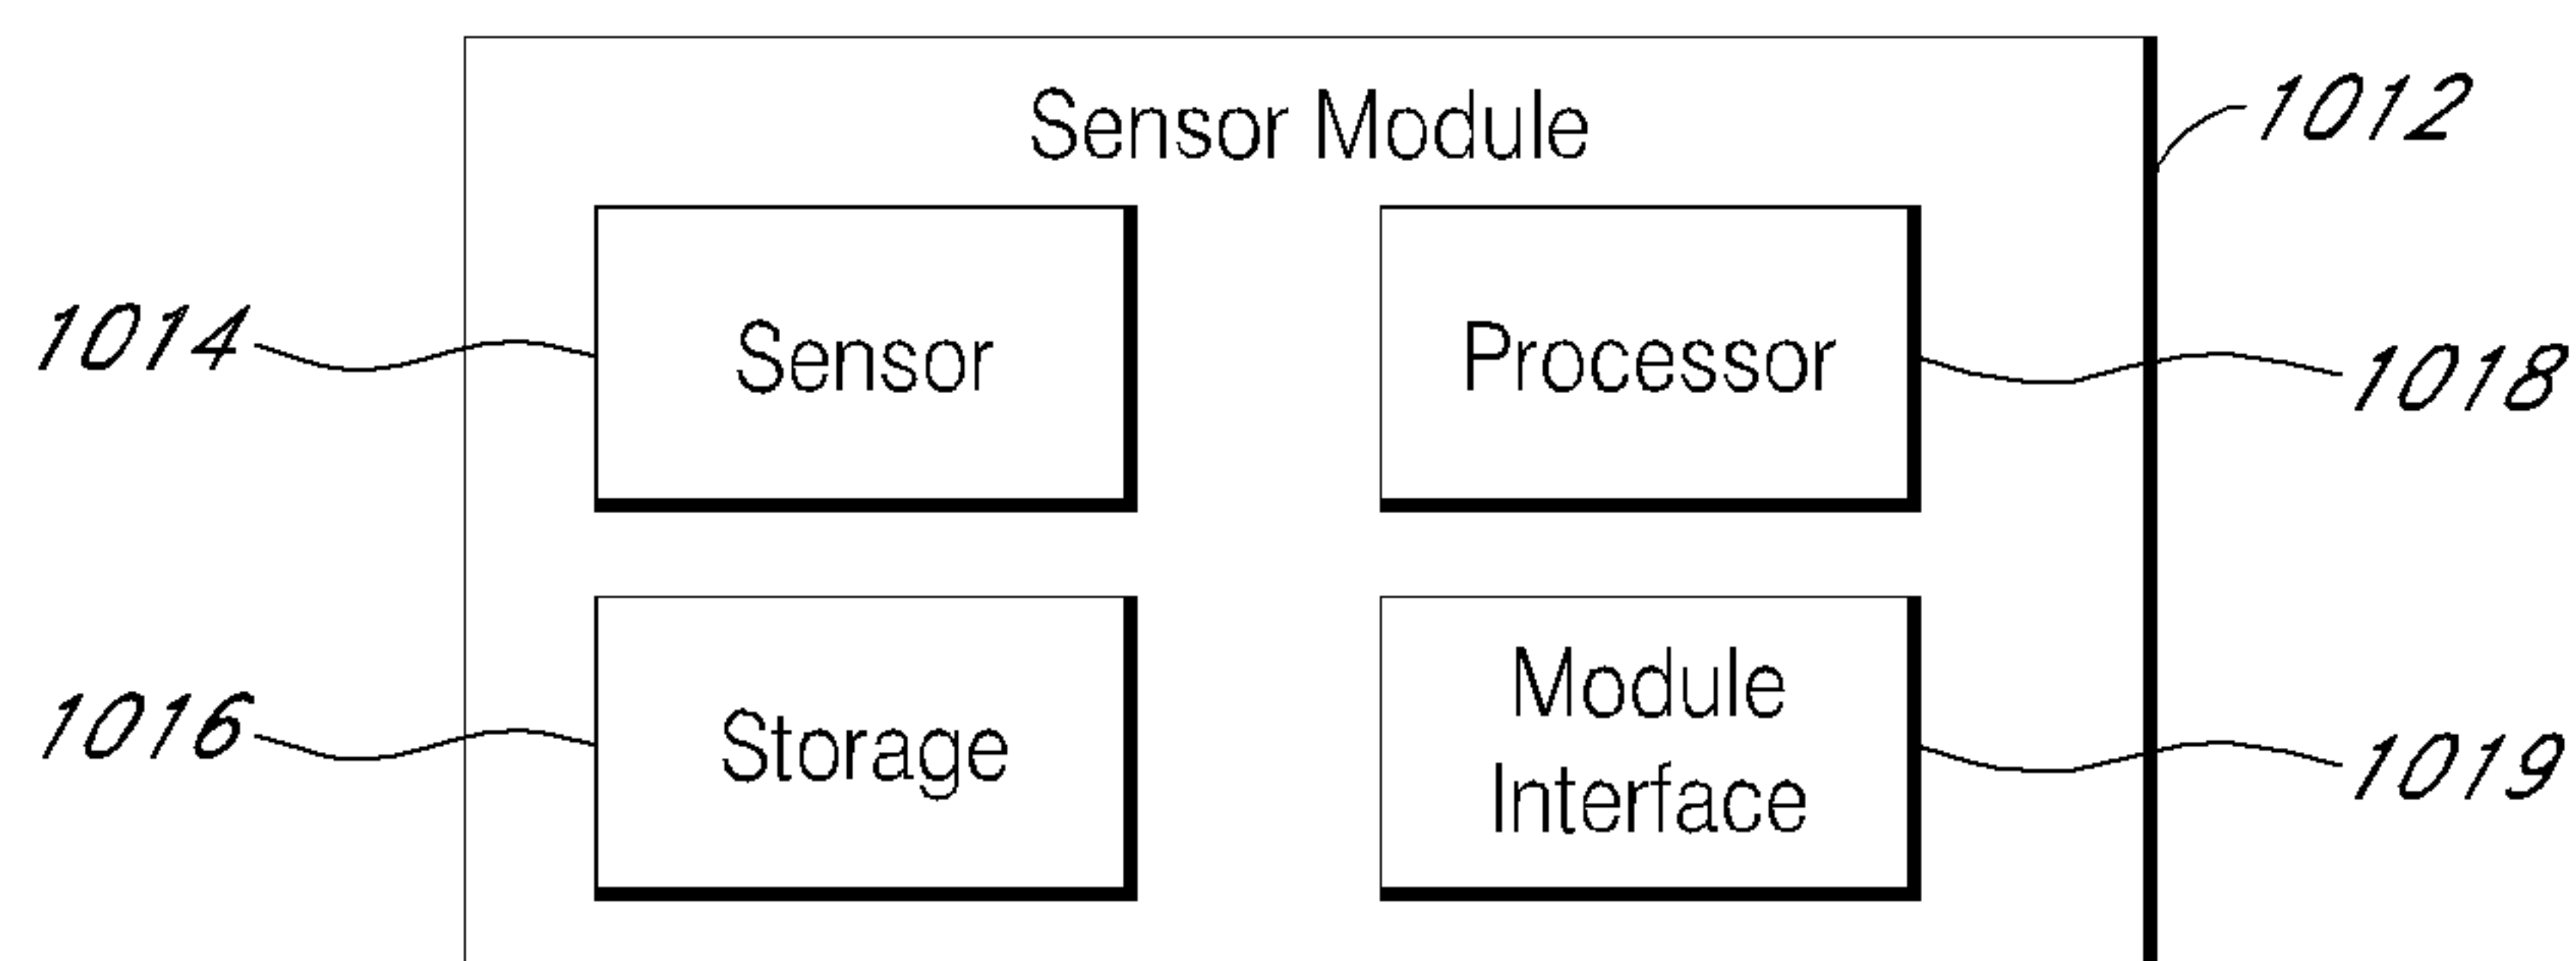 Sensor Module
1012
Sensor
Processor
1014
1018
Storage
Module
Interface
1016
1019